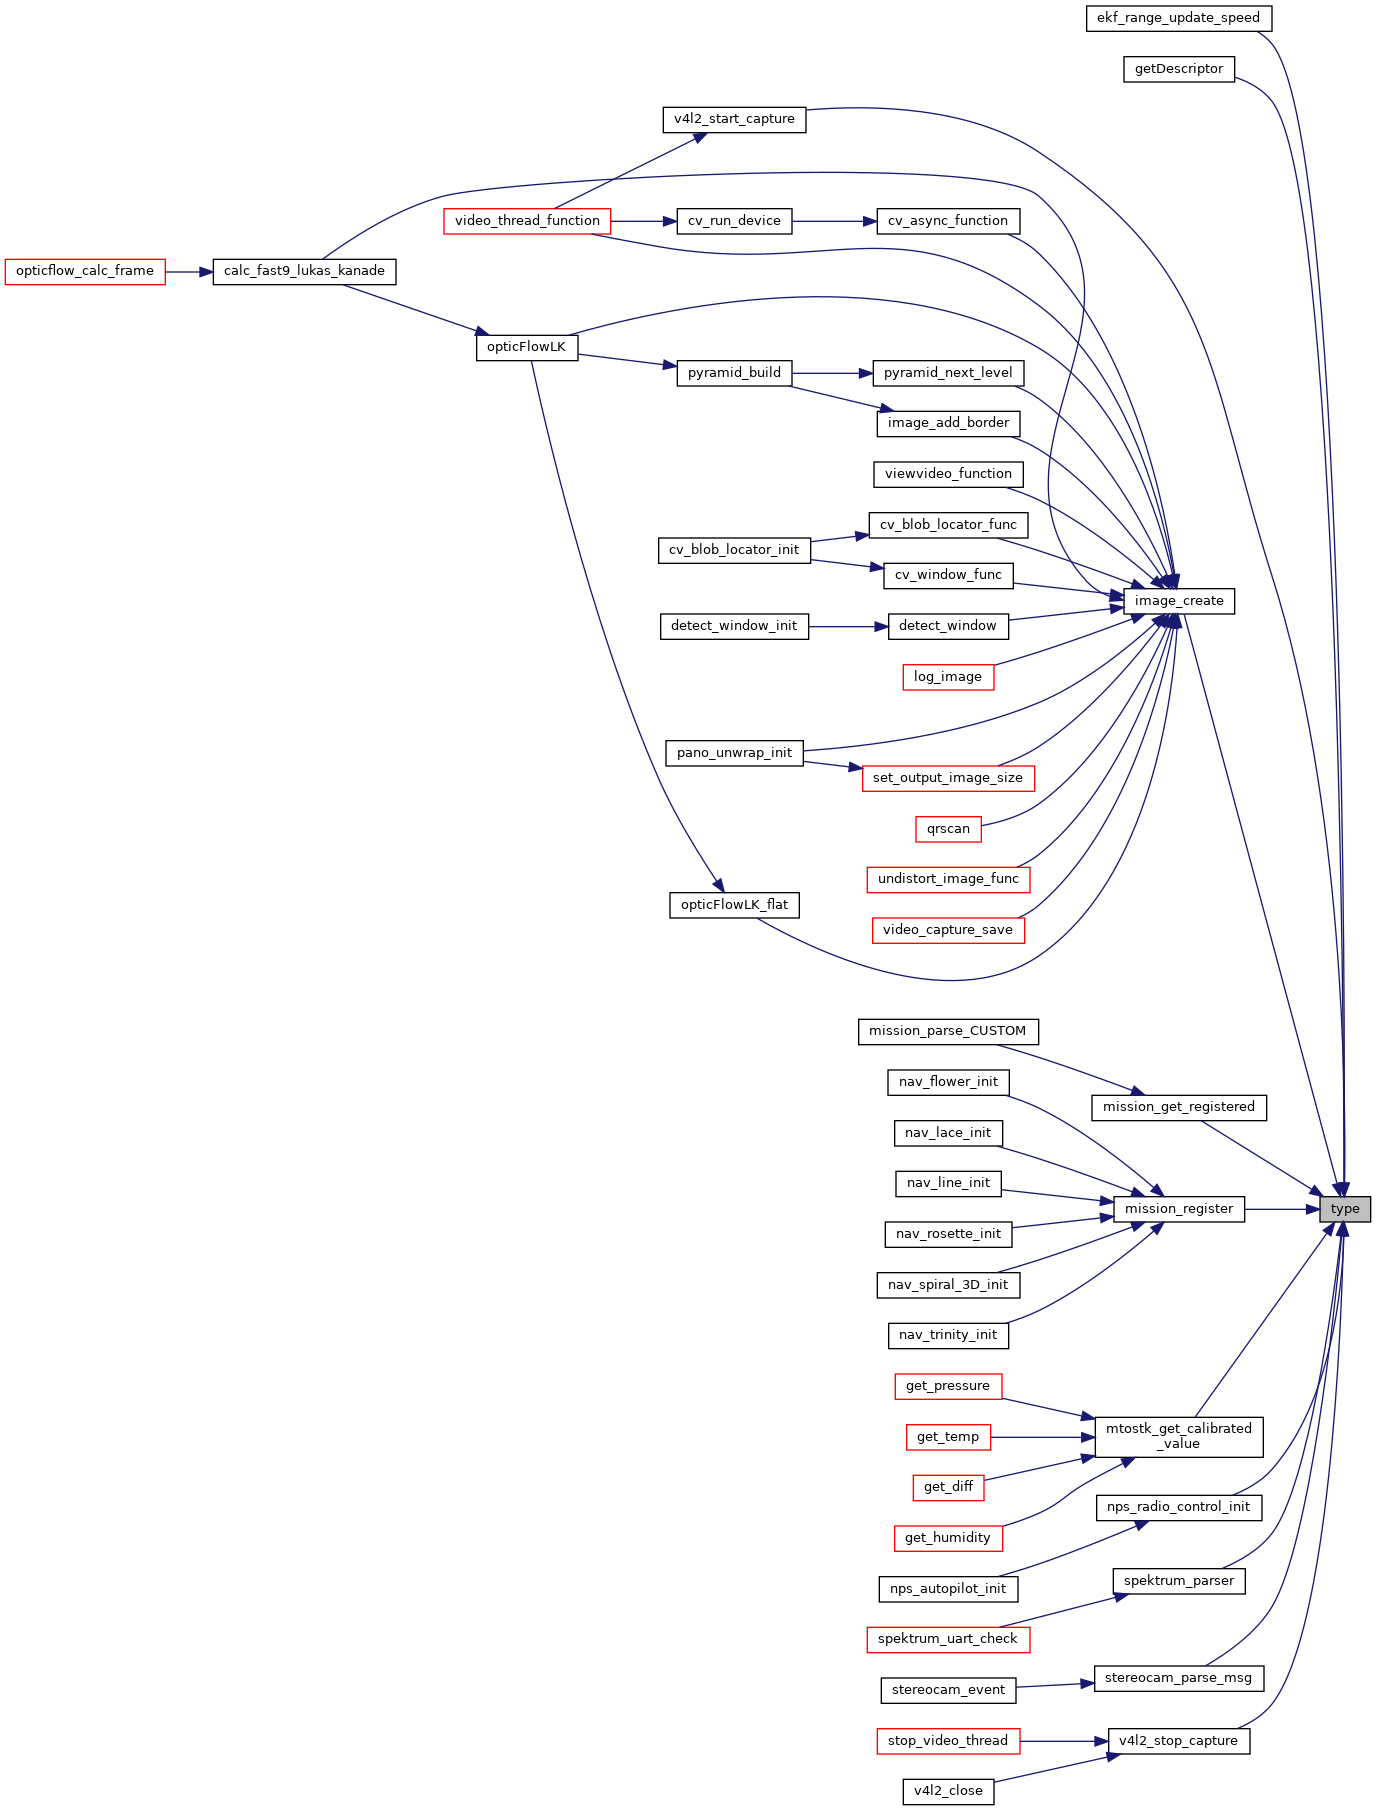 ekf_range_update_speed
getDescriptor
v4l2_start_capture
video_thread_function
cv_run_device
cv_async_function
opticflow_calc_frame
calc_fast9_lukas_kanade
opticFlowLK
pyramid_build
pyramid_next_level
image_add_border
viewvideo_function
cv_blob_locator_func
cv_blob_locator_init
cv_window_func
image_create
detect_window_init
detect_window
log_image
pano_unwrap_init
set_output_image_size
qrscan
undistort_image_func
opticFlowLK_flat
video_capture_save
mission_parse_CUSTOM
nav_flower_init
mission_get_registered
nav_lace_init
nav_line_init
mission_register
type
nav_rosette_init
nav_spiral_3D_init
nav_trinity_init
get_pressure
mtostk_get_calibrated
_value
get_temp
get_diff
nps_radio_control_init
get_humidity
spektrum_parser
nps_autopilot_init
spektrum_uart_check
stereocam_parse_msg
stereocam_event
stop_video_thread
v4l2_stop_capture
v4l2_close